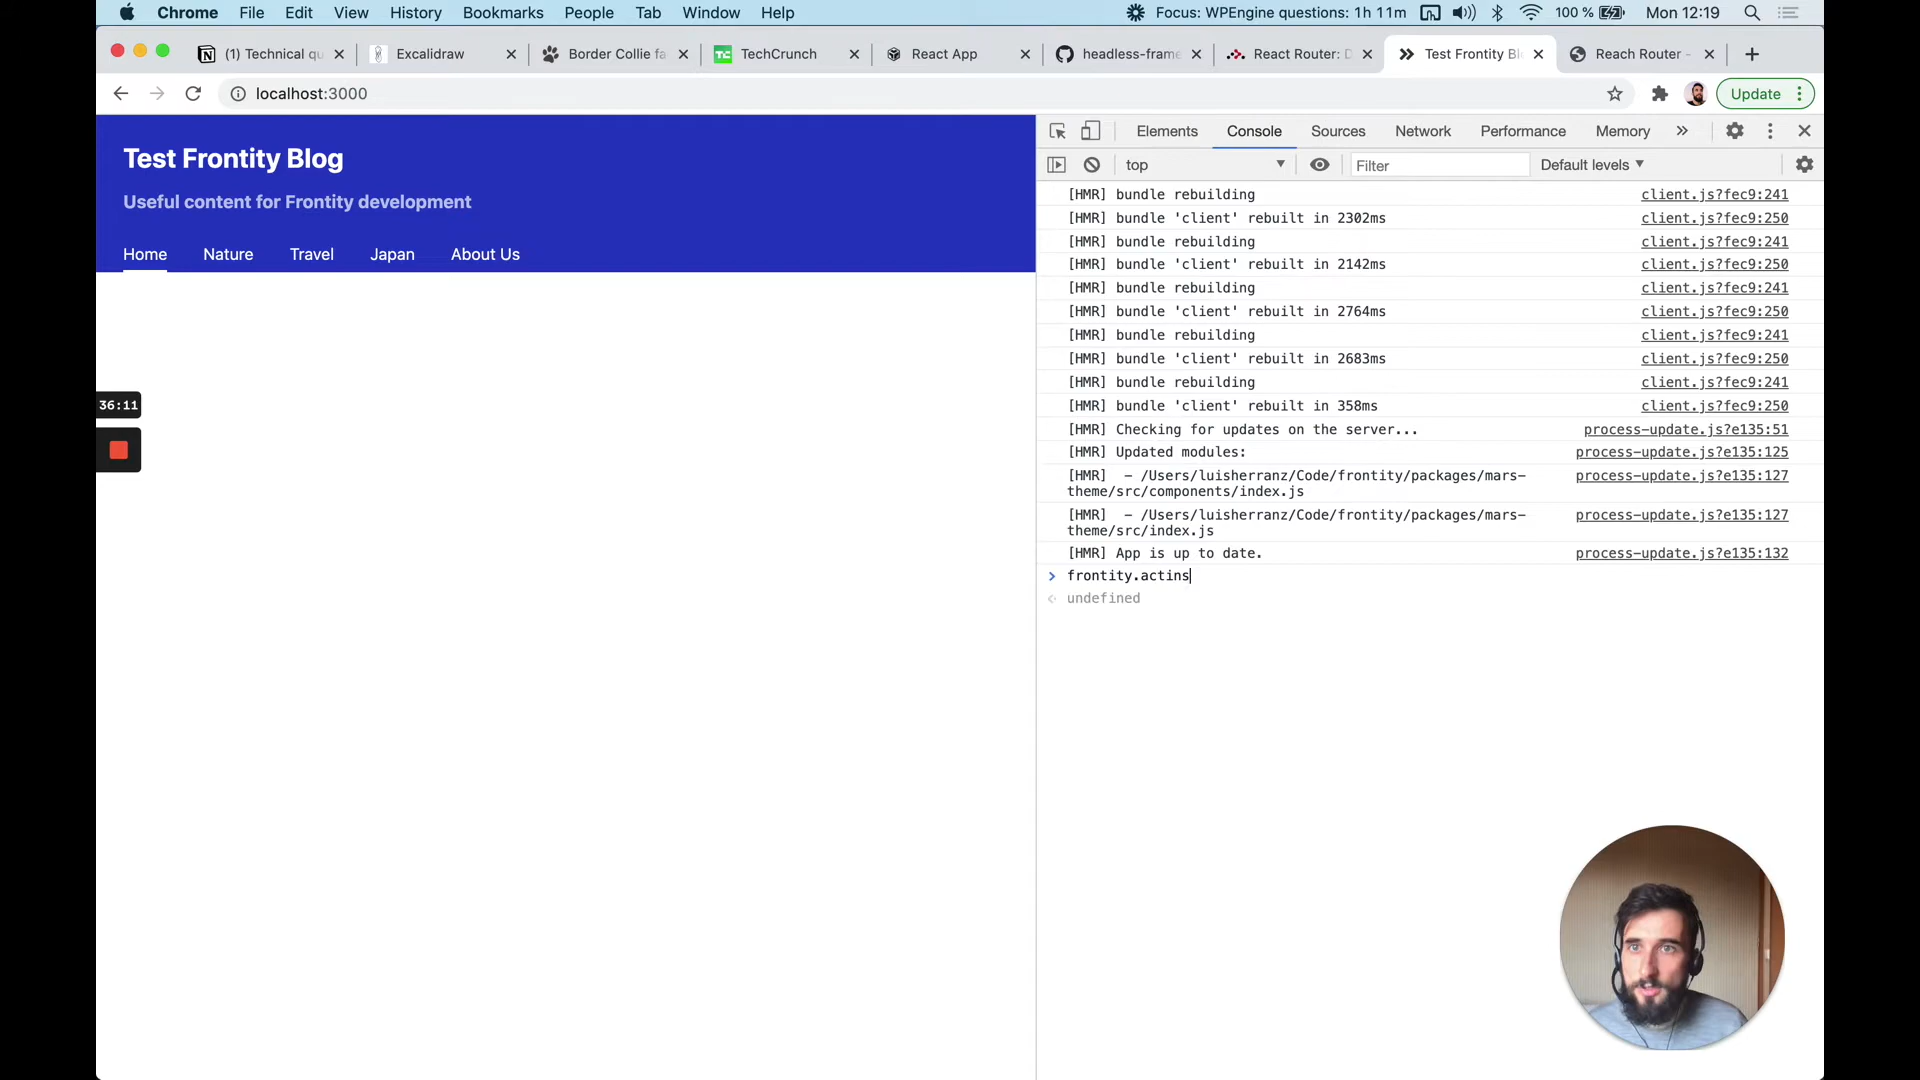 Chrome File Edit View History Bookmarks People Tab Window Help Focus: WPEngine questions: 1h 11m 100 % Mon 12:19
(1) Technical qu Excalidraw Border Collie fa TechCrunch React App headless-frame React Router: D Test Frontity Bl Reach Router -
localhost:3000 Update
Test Frontity Blog
Useful content for Frontity development
Home Nature Travel Japan About Us
36:11
Elements Console Sources Network Performance Memory
top Filter Default levels
[HMR] bundle rebuilding client.js?fec9:241
[HMR] bundle 'client' rebuilt in 2302ms client.js?fec9:250
[HMR] bundle rebuilding client.js?fec9:241
[HMR] bundle 'client' rebuilt in 2142ms client.js?fec9:250
[HMR] bundle rebuilding client.js?fec9:241
[HMR] bundle 'client' rebuilt in 2764ms client.js?fec9:250
[HMR] bundle rebuilding client.js?fec9:241
[HMR] bundle 'client' rebuilt in 2683ms client.js?fec9:250
[HMR] bundle rebuilding client.js?fec9:241
[HMR] bundle 'client' rebuilt in 358ms client.js?fec9:250
[HMR] Checking for updates on the server... process-update.js?e135:51
[HMR] Updated modules: process-update.js?e135:125
[HMR]  - /Users/luisherranz/Code/frontity/packages/mars- process-update.js?e135:127
theme/src/components/index.js
[HMR]  - /Users/luisherranz/Code/frontity/packages/mars- process-update.js?e135:127
theme/src/index.js
[HMR] App is up to date. process-update.js?e135:132
frontity.actins
undefined